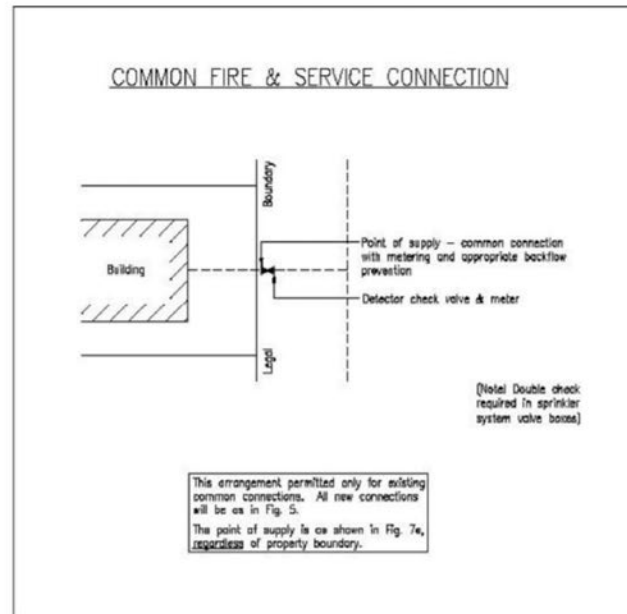 COMMON FIRE & SERVICE CONNECTION
Boundary
Point of supply – common connection
with metering and appropriate backflow
prevention
Building
Detector check valve & meter
Legal
(Note! Double check
required in sprinkler
system valve boxes)
This arrangement permitted only for existing
common connections. All new connections
will be as in Fig. 5.
The point of supply is as shown in Fig. 7e,
regardless of property boundary.